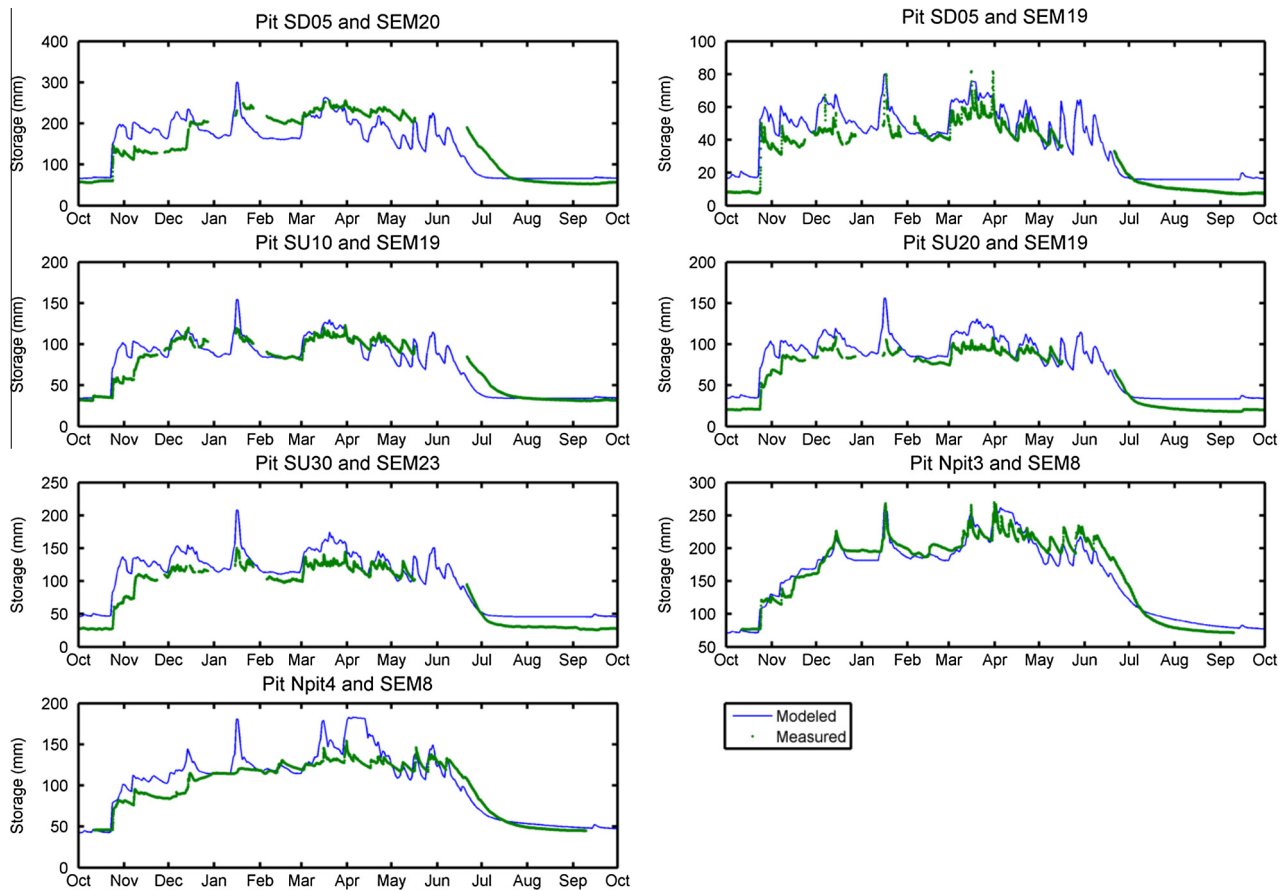 Pit SD05 and SEM20
Storage (mm)
400
300
200
100
0
Oct Nov Dec Jan Feb Mar Apr May Jun Jul Aug Sep Oct
Pit SD05 and SEM19
Storage (mm)
100
80
60
40
20
0
Oct Nov Dec Jan Feb Mar Apr May Jun Jul Aug Sep Oct
Pit SU10 and SEM19
Storage (mm)
200
150
100
50
0
Oct Nov Dec Jan Feb Mar Apr May Jun Jul Aug Sep Oct
Pit SU20 and SEM19
Storage (mm)
200
150
100
50
0
Oct Nov Dec Jan Feb Mar Apr May Jun Jul Aug Sep Oct
Pit SU30 and SEM23
Storage (mm)
250
200
150
100
50
0
Oct Nov Dec Jan Feb Mar Apr May Jun Jul Aug Sep Oct
Pit Npit3 and SEM8
Storage (mm)
300
250
200
150
100
50
Oct Nov Dec Jan Feb Mar Apr May Jun Jul Aug Sep Oct
Pit Npit4 and SEM8
Storage (mm)
200
150
100
50
0
Oct Nov Dec Jan Feb Mar Apr May Jun Jul Aug Sep Oct
Modeled
Measured